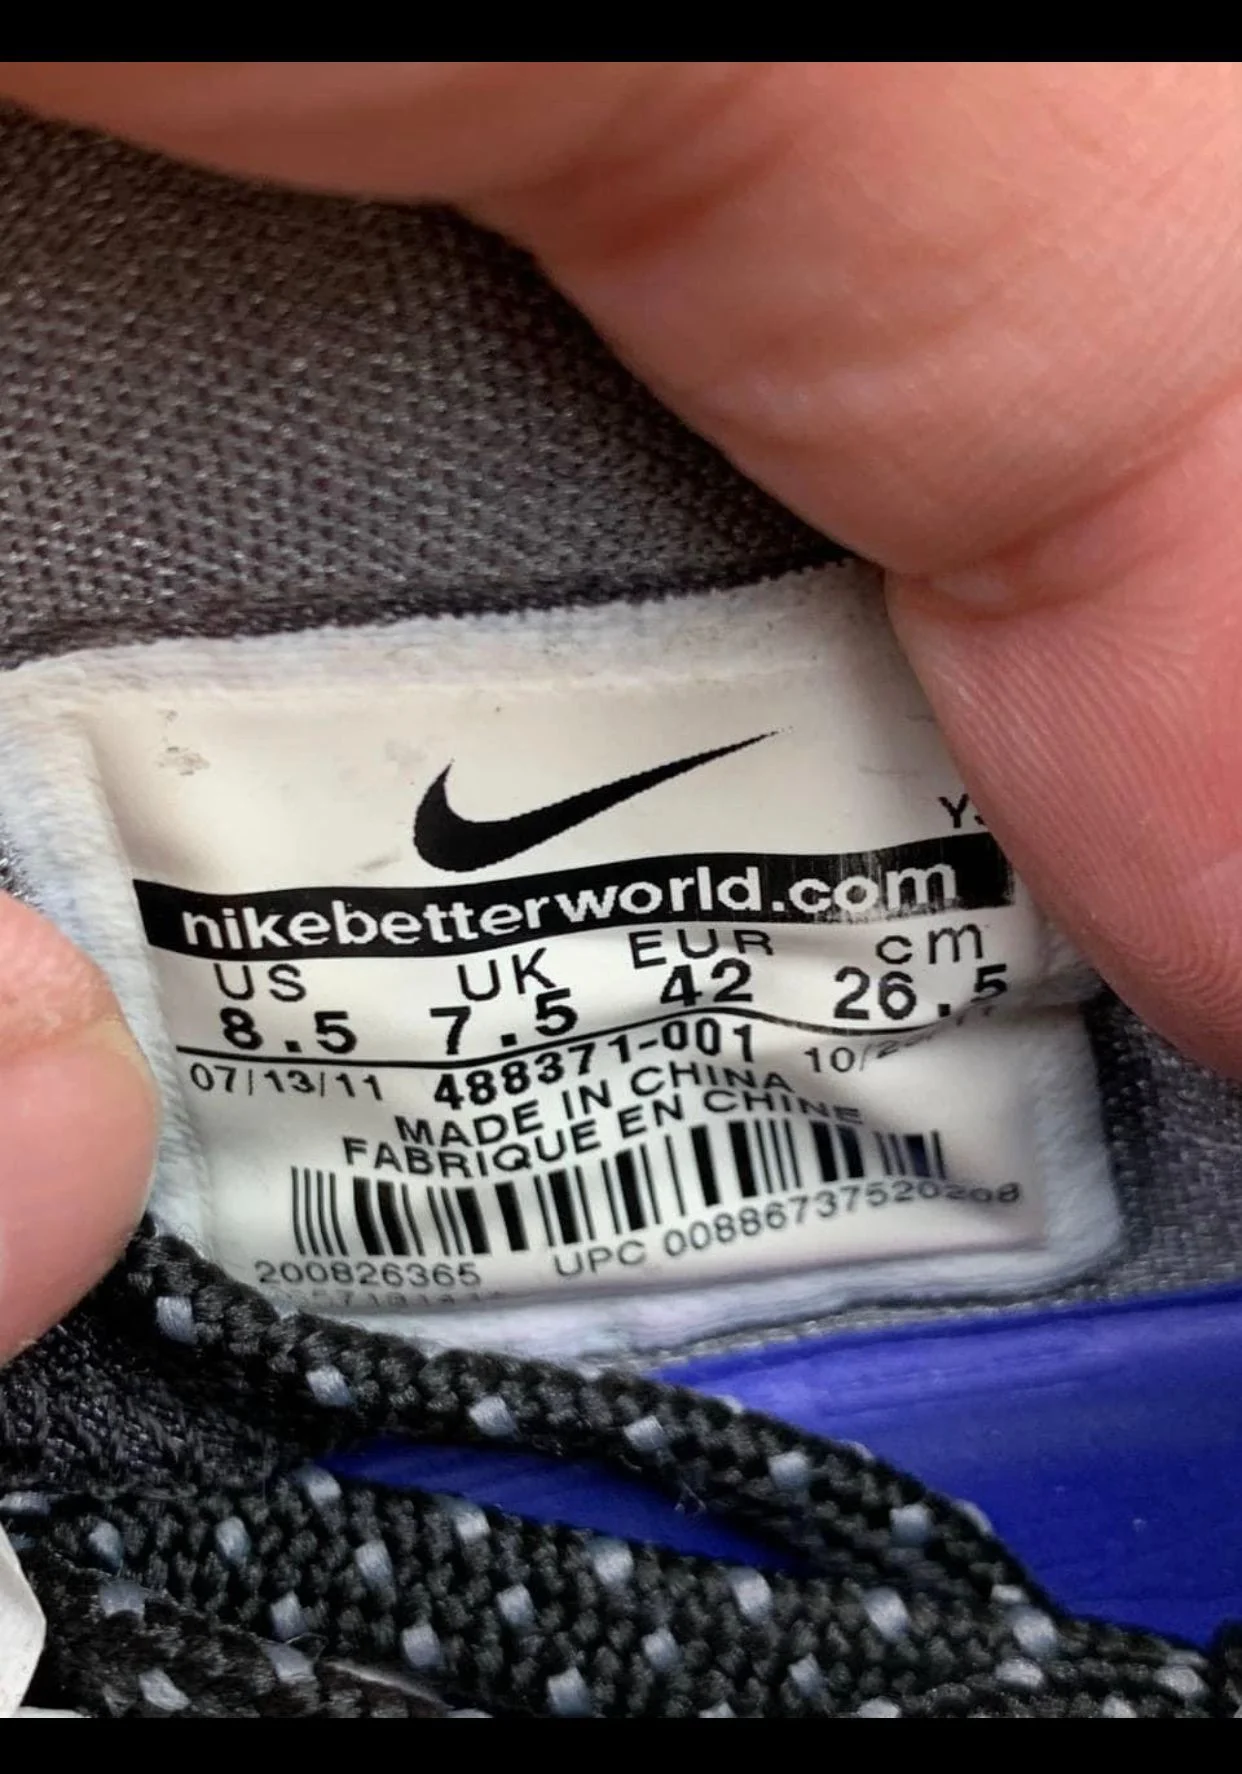 nikebetterworld.com
US UK EUR cm
8.5 7.5 42 26.5
07/13/11 488371-001
MADE IN CHINA
FABRIQUE EN CHINE
200826365 UPC 00886737520208